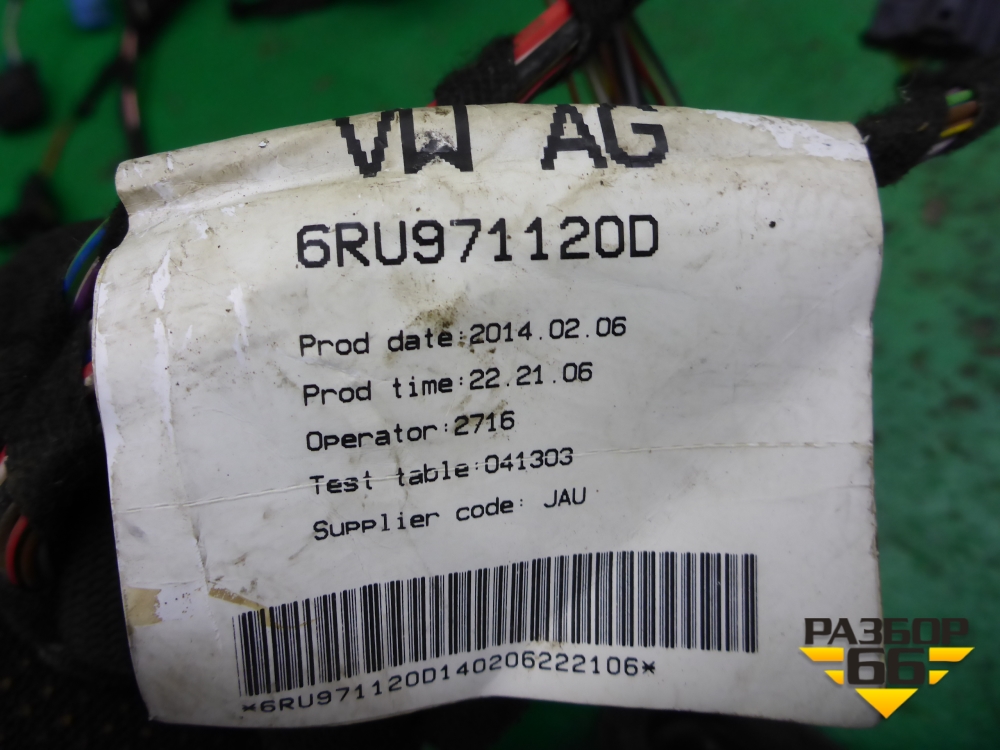 VW AG
6RU971120D
Prod date:2014.02.06
Prod time:22.21.06
Operator:2716
Test table:041303
Supplier code: JAU
*6RU971120D140206222106*
РАЗБОР
66